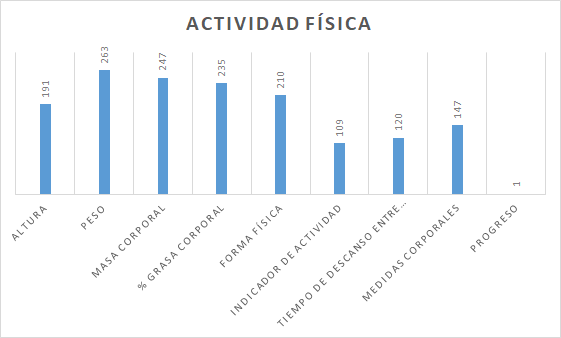 ACTIVIDAD FÍSICA
191
263
247
235
210
109
120
147
1
ALTURA
PESO
MASA CORPORAL
% GRASA CORPORAL
FORMA FÍSICA
INDICADOR DE ACTIVIDAD
TIEMPO DE DESCANSO ENTRE…
MEDIDAS CORPORALES
PROGRESO